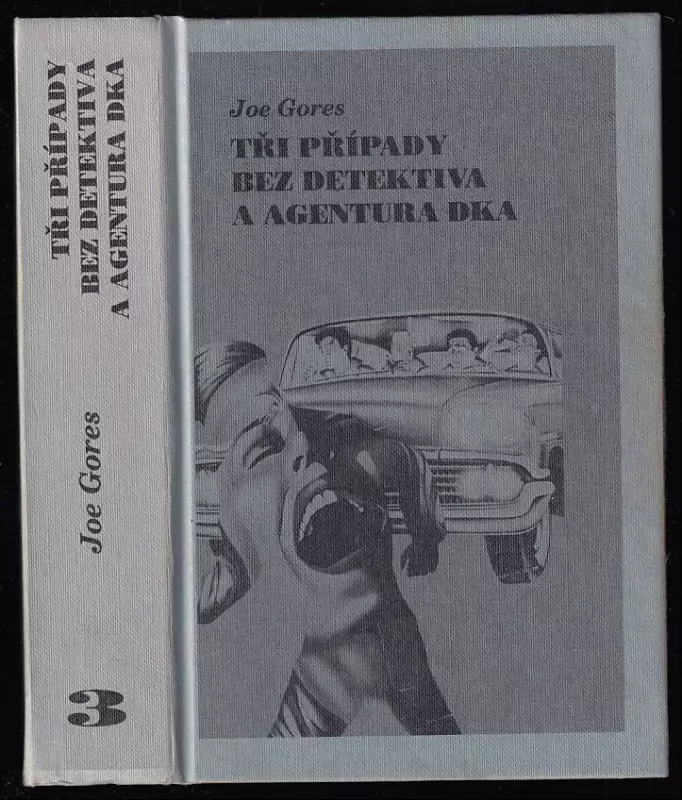 TŘI PŘÍPADY
BEZ DETEKTIVA
A AGENTURA DKA
Joe Gores
3
Joe Gores
TŘI PŘÍPADY
BEZ DETEKTIVA
A AGENTURA DKA